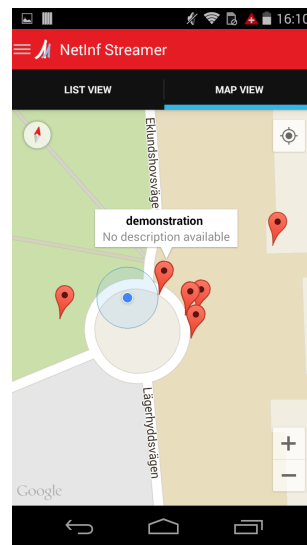 16:10
NetInf Streamer
LIST VIEW
MAP VIEW
Eklundshovsväge
demonstration
No description available
Lägerhyddsvägen
Google